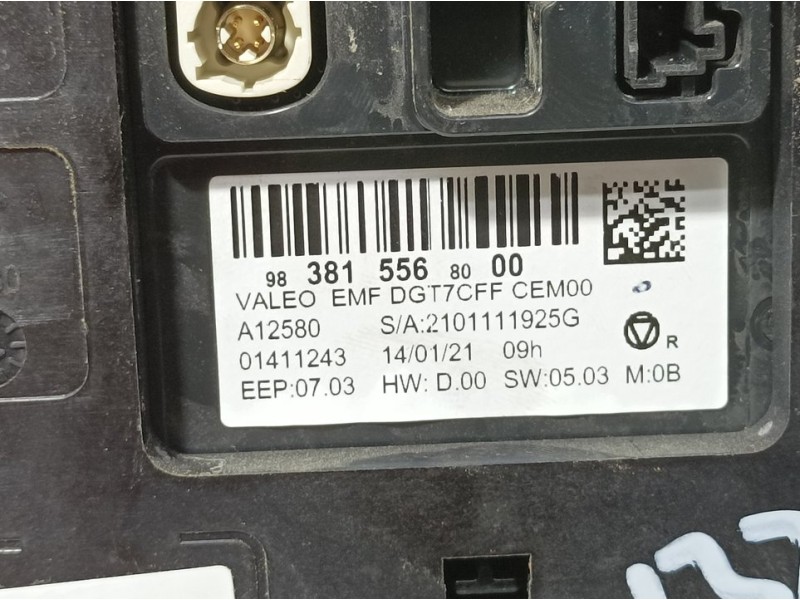 98 381 556 80 00
VALEO EMF DGT7CFF CEM00
A12580 S/A:2101111925G
01411243 14/01/21 09h R
EEP:07.03 HW: D.00 SW:05.03 M:0B